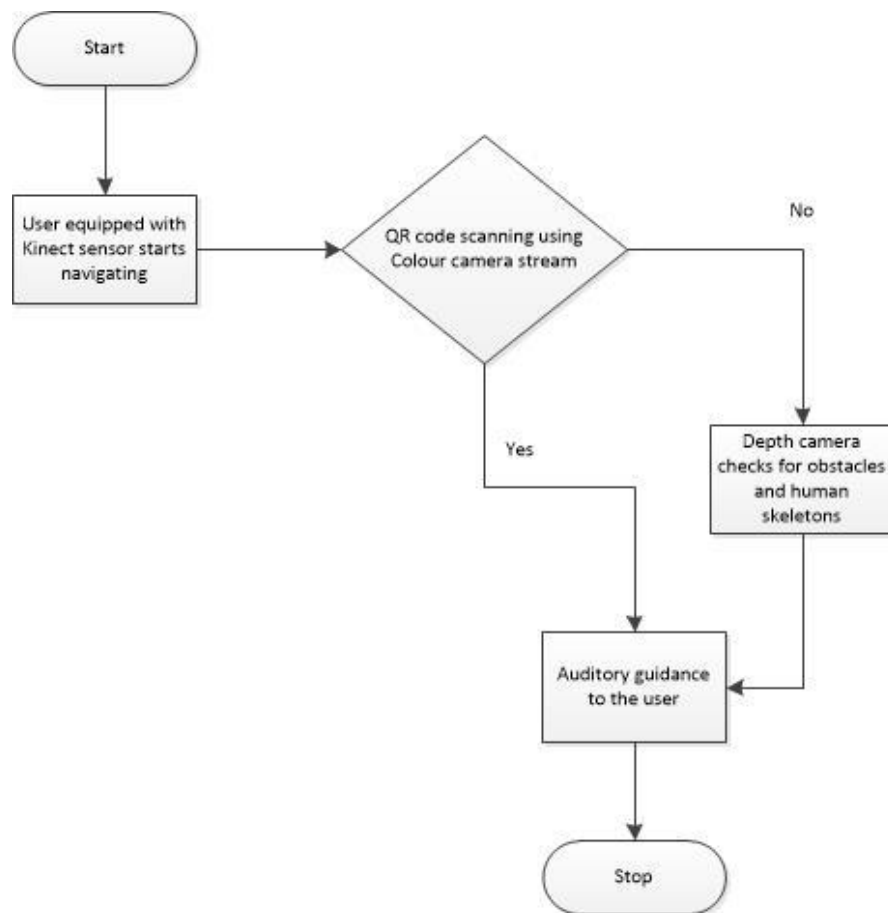 Start
User equipped with
Kinect sensor starts
navigating
QR code scanning using
Colour camera stream
No
Yes
Depth camera
checks for obstacles
and human
skeletons
Auditory guidance
to the user
Stop